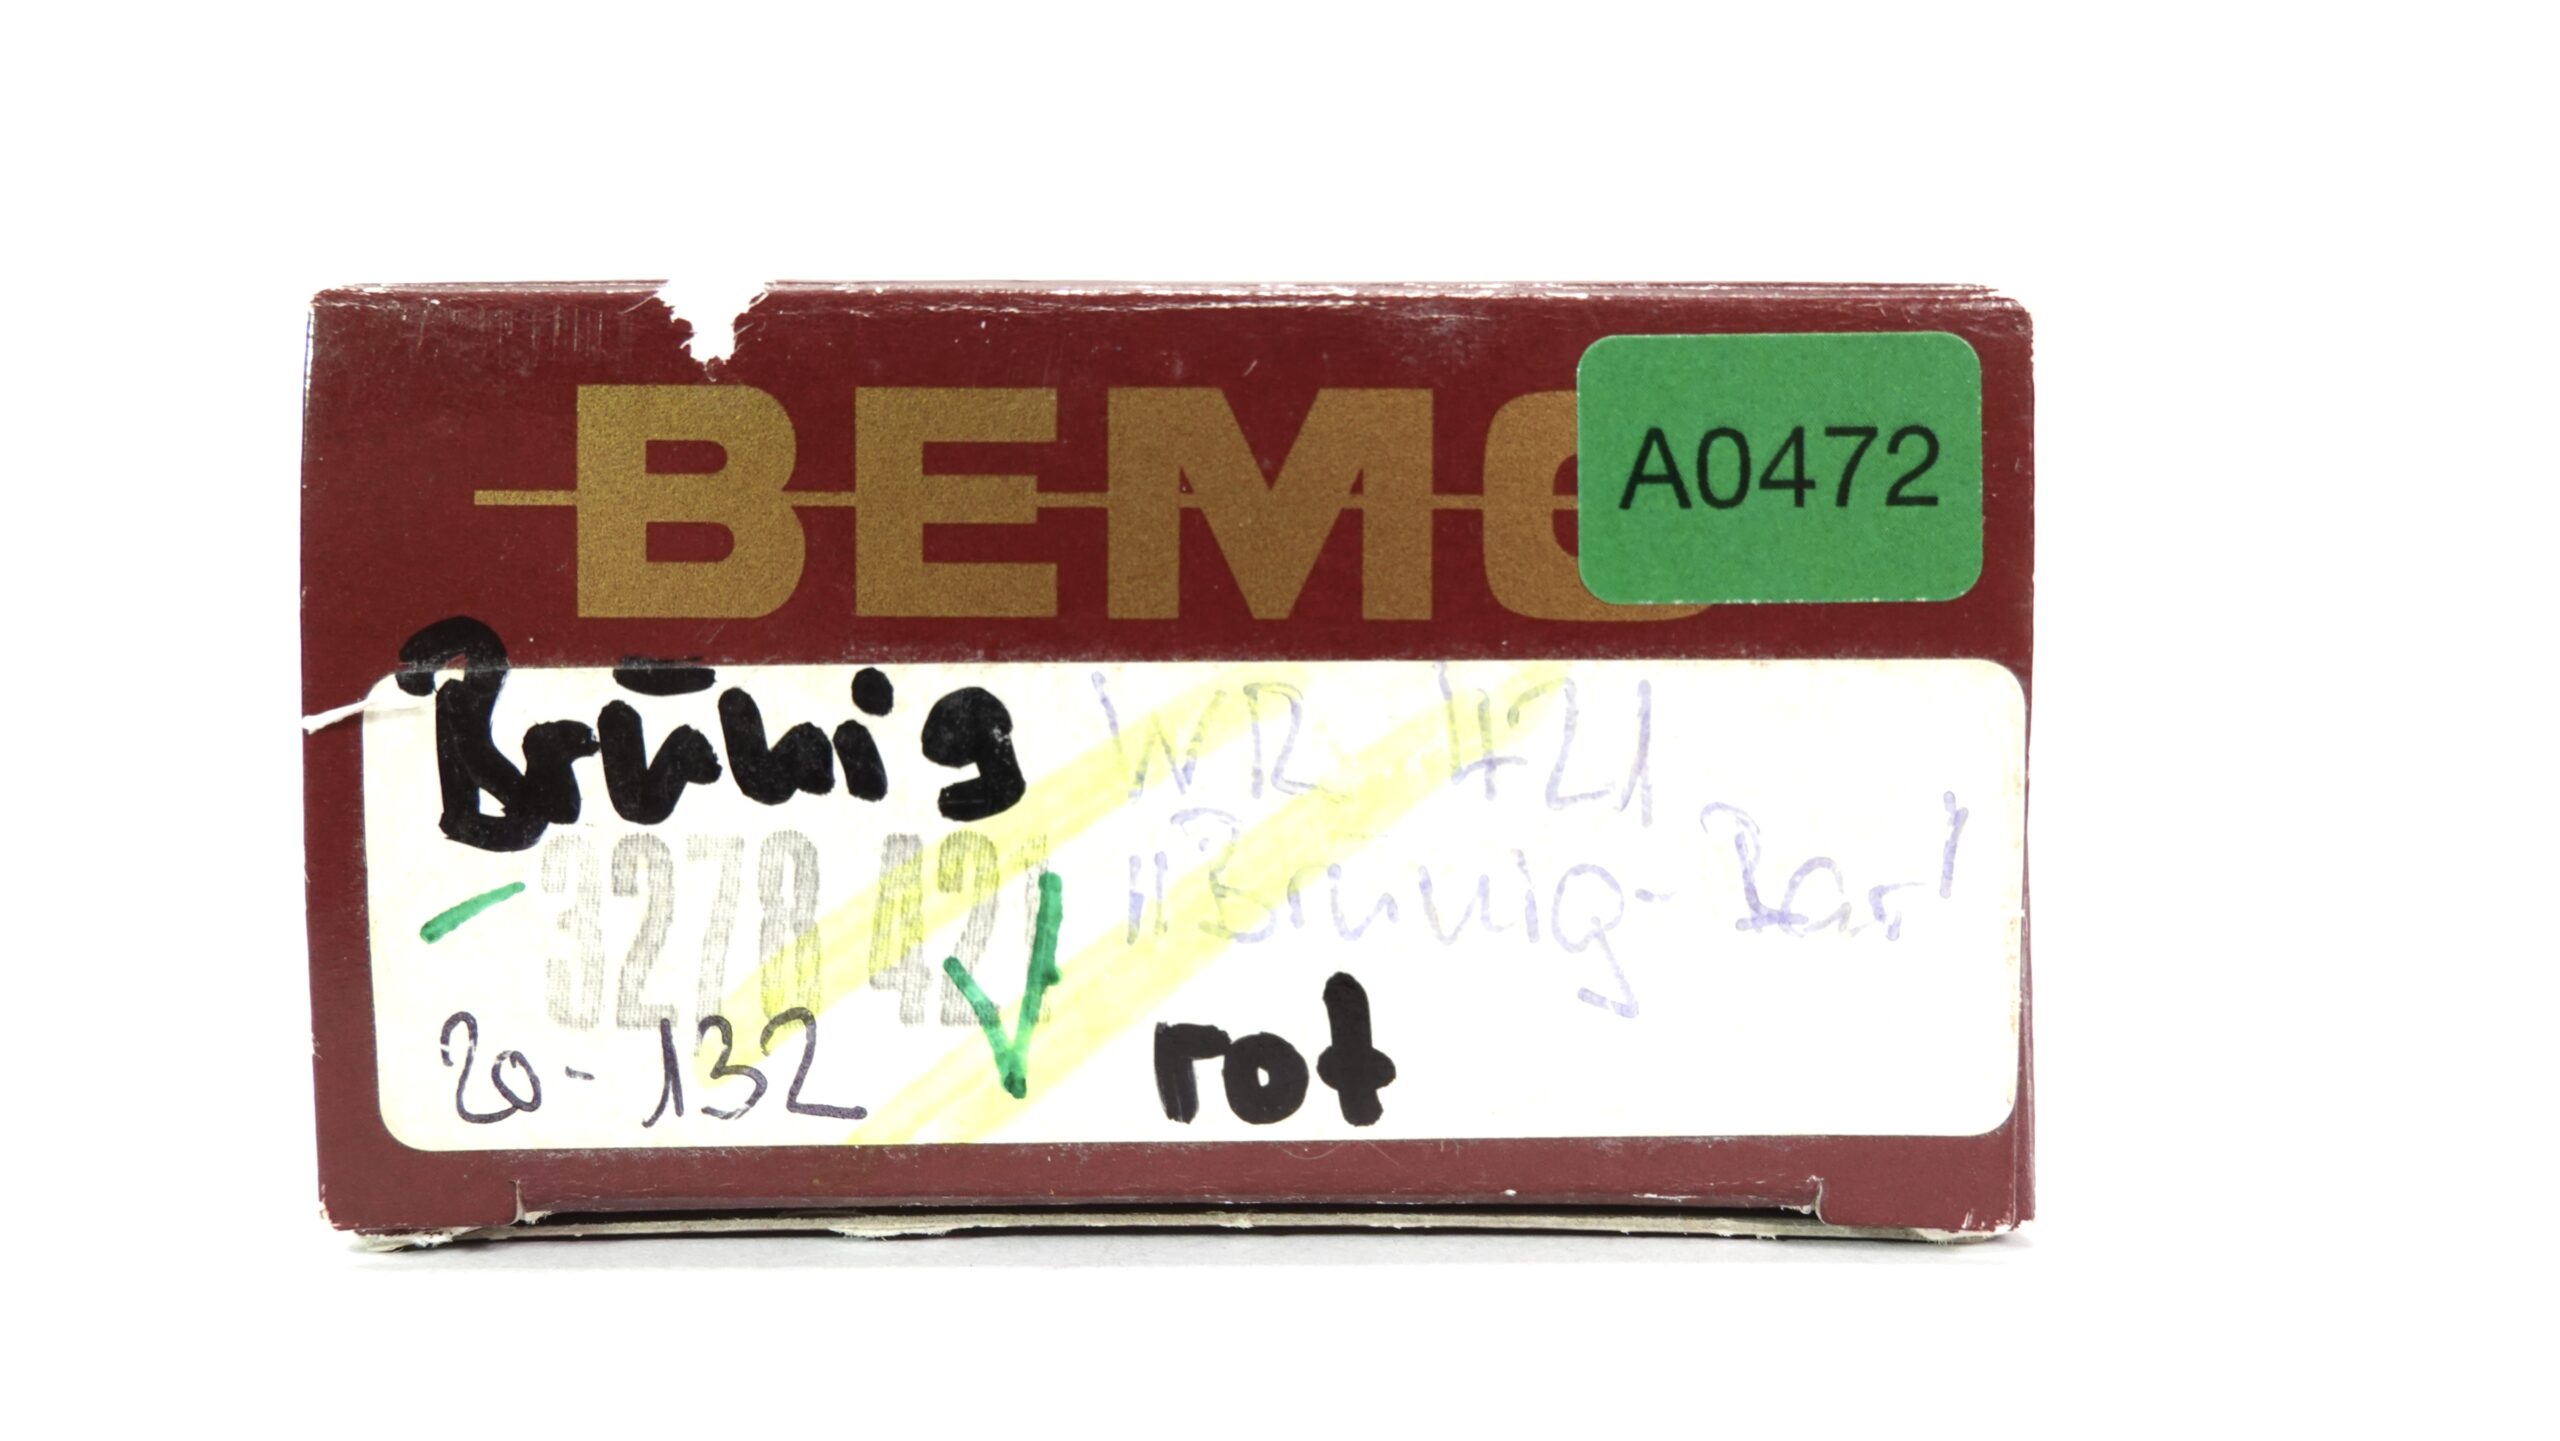 BEMO
A0472
Brünig WR 421
3278 421 "Brünig-Bar"
20-132
rot